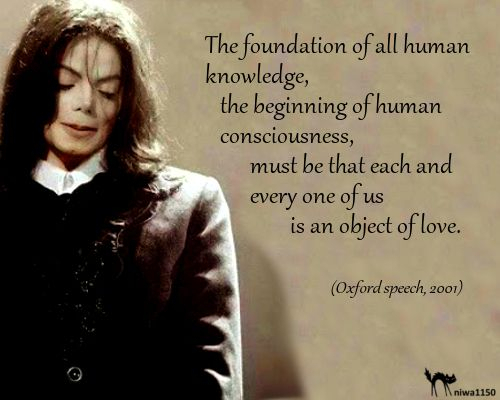 The foundation of all human
knowledge,
the beginning of human
consciousness,
must be that each and
every one of us
is an object of love.
(Oxford speech, 2001)
niwa1150